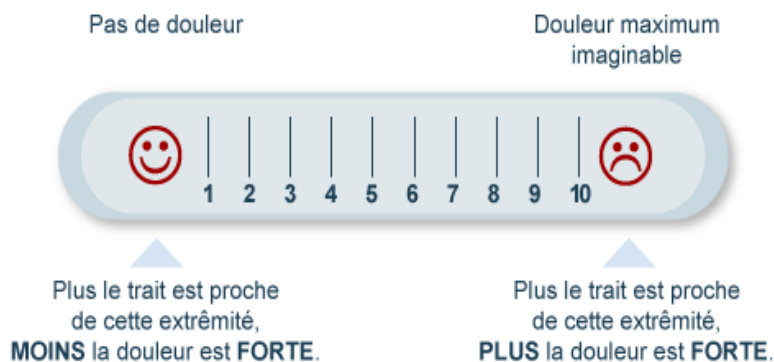 Pas de douleur
Douleur maximum
imaginable
1 2 3 4 5 6 7 8 9 10
Plus le trait est proche
de cette extrêmité,
MOINS la douleur est FORTE.
Plus le trait est proche
de cette extrêmité,
PLUS la douleur est FORTE.